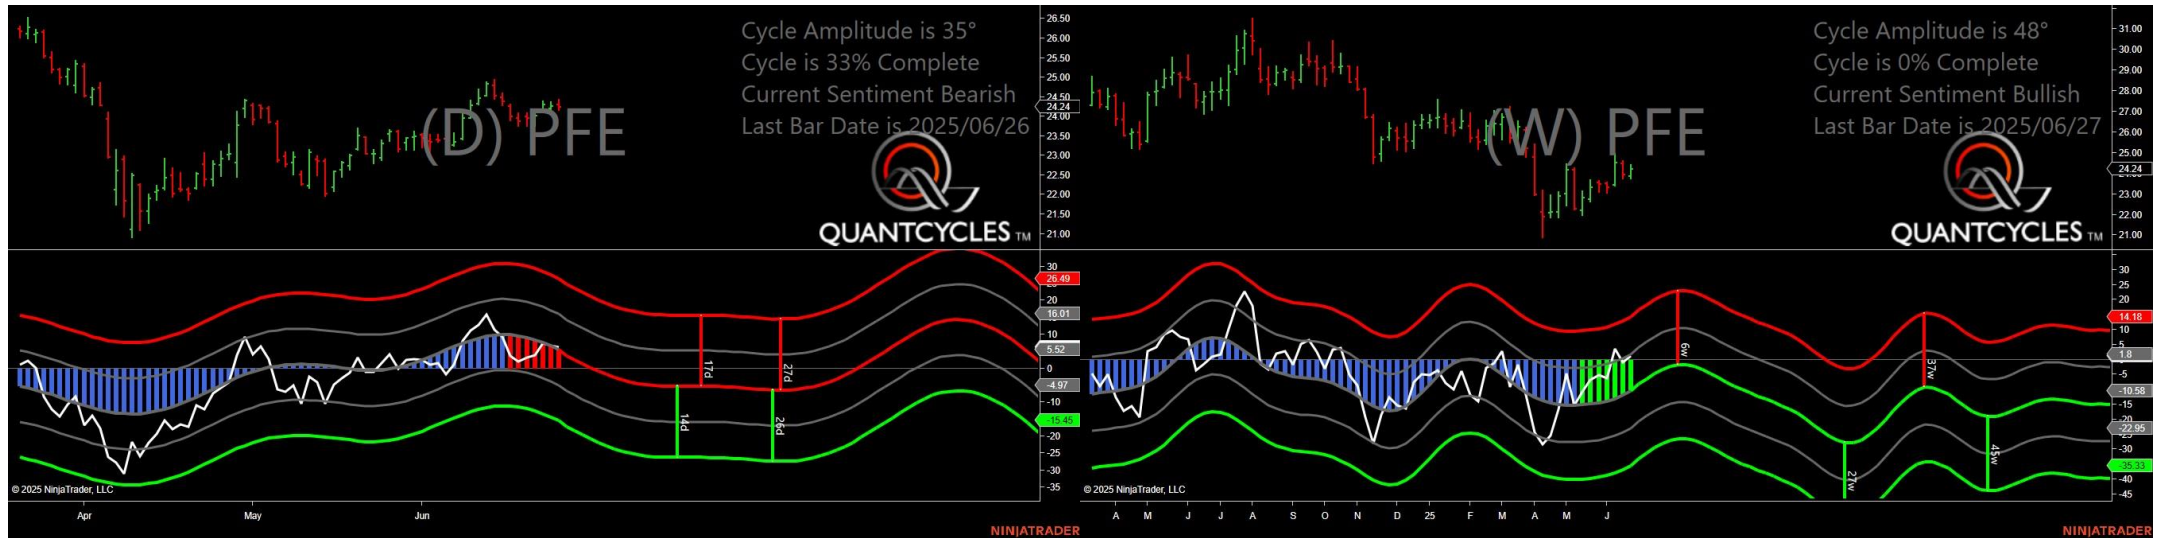 Cycle Amplitude is 35°
Cycle is 33% Complete
Current Sentiment Bearish
Last Bar Date is 2025/06/26
(D) PFE
QUANTCYCLES TM
26.50
26.00
25.50
25.00
24.50
24.24
24.00
23.50
23.00
22.50
22.00
21.50
21.00
30
26.49
20
16.01
10
5.52
0
-4.97
-10
-15.45
-20
-25
-30
-35
17d
27d
14d
26d
© 2025 NinjaTrader, LLC
Apr May Jun
NINJATRADER
Cycle Amplitude is 48°
Cycle is 0% Complete
Current Sentiment Bullish
Last Bar Date is 2025/06/27
(W) PFE
QUANTCYCLES TM
31.00
30.00
29.00
28.00
27.00
26.00
25.00
24.24
23.00
22.00
21.00
30
25
20
14.18
10
5
1.8
-5
-10.58
-15
-20
-22.95
-30
-35.33
-40
-45
6w
37w
27w
45w
© 2025 NinjaTrader, LLC
A M J J A S O N D 25 F M A M J
NINJATRADER